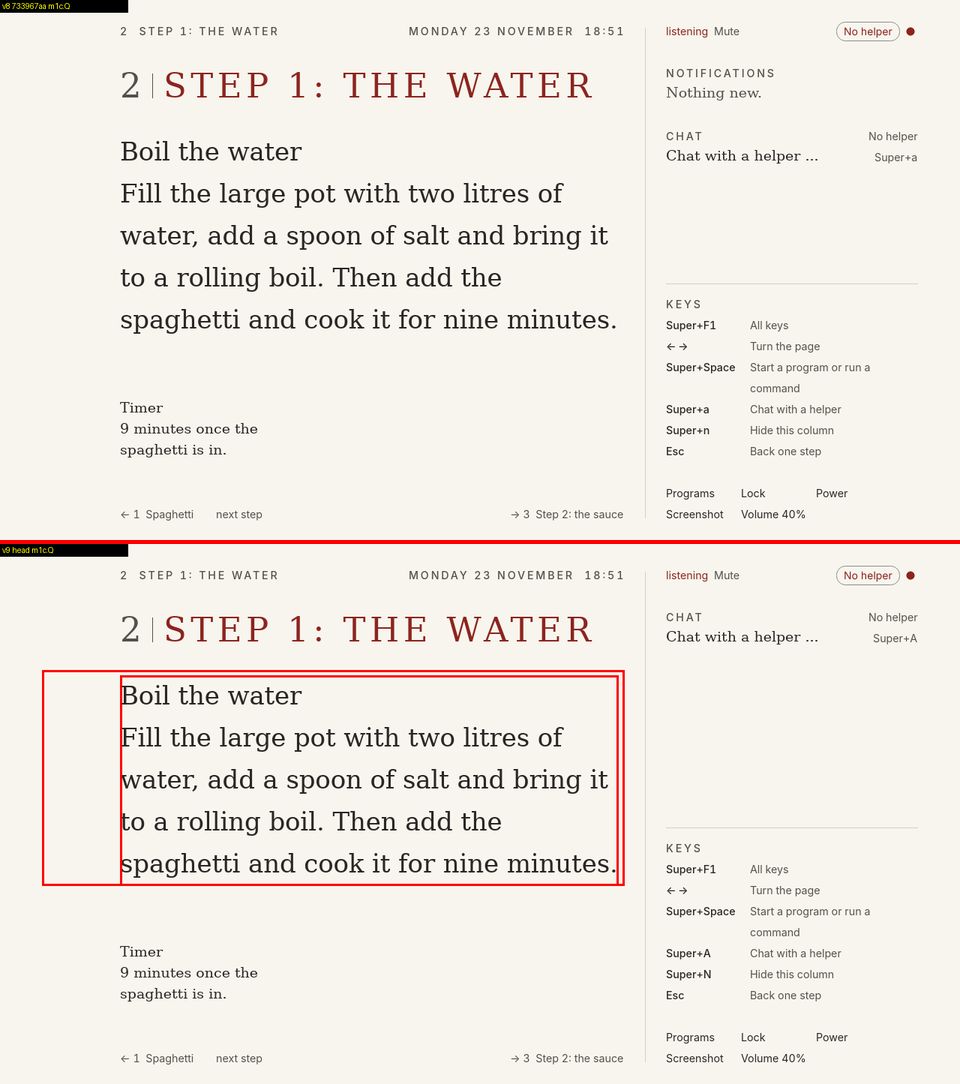 v8 733967aa m1c.Q
2 STEP 1: THE WATER
MONDAY 23 NOVEMBER 18:51
2 STEP 1: THE WATER
Boil the water
Fill the large pot with two litres of
water, add a spoon of salt and bring it
to a rolling boil. Then add the
spaghetti and cook it for nine minutes.
Timer
9 minutes once the
spaghetti is in.
← 1 Spaghetti next step
→ 3 Step 2: the sauce
listening Mute No helper
NOTIFICATIONS
Nothing new.
CHAT No helper
Chat with a helper ... Super+a
KEYS
Super+F1 All keys
← → Turn the page
Super+Space Start a program or run a
command
Super+a Chat with a helper
Super+n Hide this column
Esc Back one step
Programs Lock Power
Screenshot Volume 40%
v9 head m1c.Q
2 STEP 1: THE WATER
MONDAY 23 NOVEMBER 18:51
2 STEP 1: THE WATER
Boil the water
Fill the large pot with two litres of
water, add a spoon of salt and bring it
to a rolling boil. Then add the
spaghetti and cook it for nine minutes.
Timer
9 minutes once the
spaghetti is in.
← 1 Spaghetti next step
→ 3 Step 2: the sauce
listening Mute No helper
CHAT No helper
Chat with a helper ... Super+A
KEYS
Super+F1 All keys
← → Turn the page
Super+Space Start a program or run a
command
Super+A Chat with a helper
Super+N Hide this column
Esc Back one step
Programs Lock Power
Screenshot Volume 40%